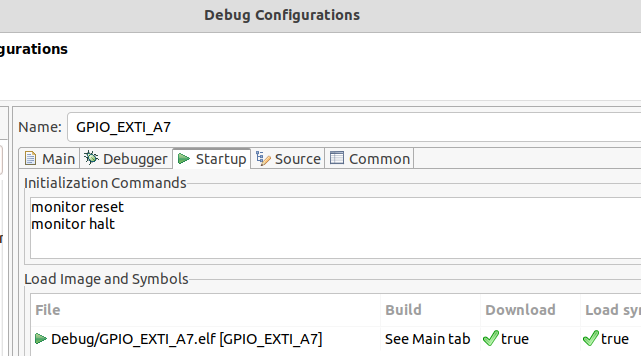 Debug Configurations
gurations
Name: GPIO_EXTI_A7
Main Debugger Startup Source Common
Initialization Commands
monitor reset
monitor halt
Load Image and Symbols
File Build Download Load sy
Debug/GPIO_EXTI_A7.elf [GPIO_EXTI_A7] See Main tab true true